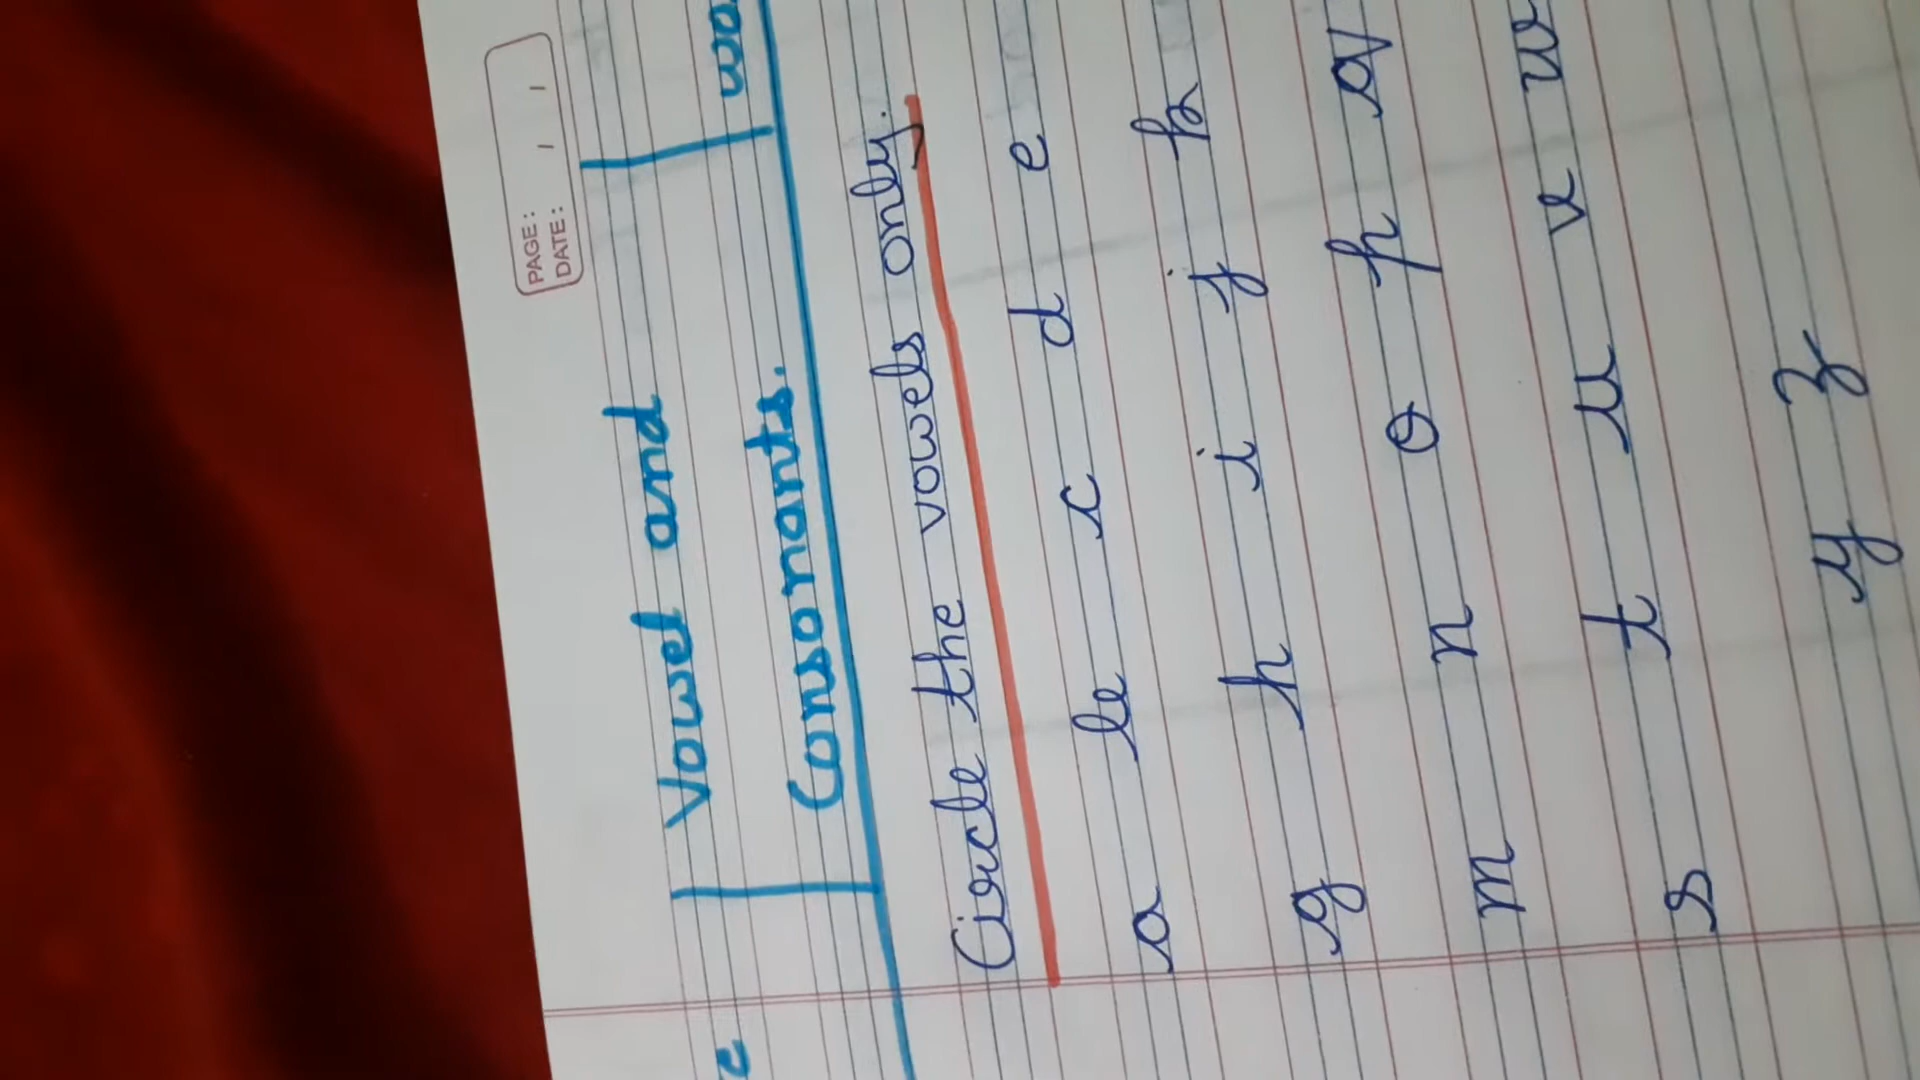 PAGE: / /
DATE:
Vowel and
Consonants.
Circle the vowels only.
a b c d e
g h i j k
m n o p q
s t u v w
y z